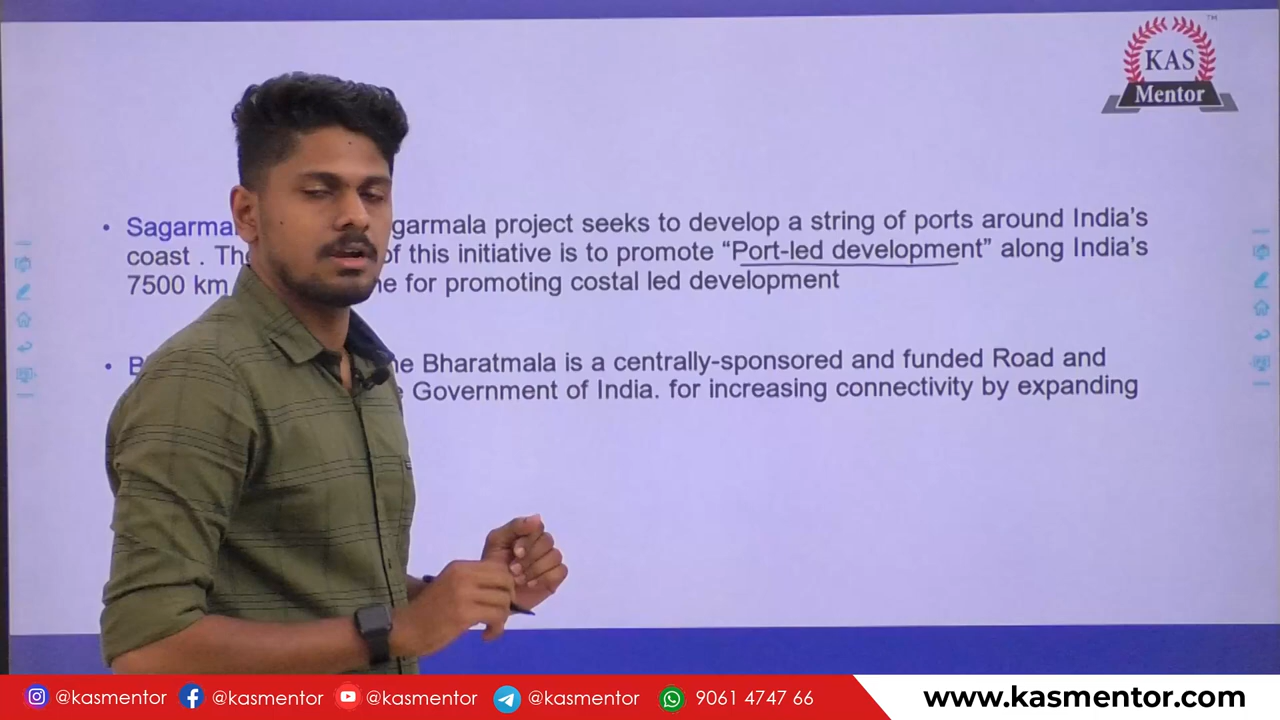 KAS
TM
Mentor
garmala project seeks to develop a string of ports around India's
coast . of this initiative is to promote “Port-led development” along India's
7500 km for promoting costal led development
Bharatmala is a centrally-sponsored and funded Road and
Government of India. for increasing connectivity by expanding
@kasmentor @kasmentor @kasmentor @kasmentor 9061 4747 66
www.kasmentor.com